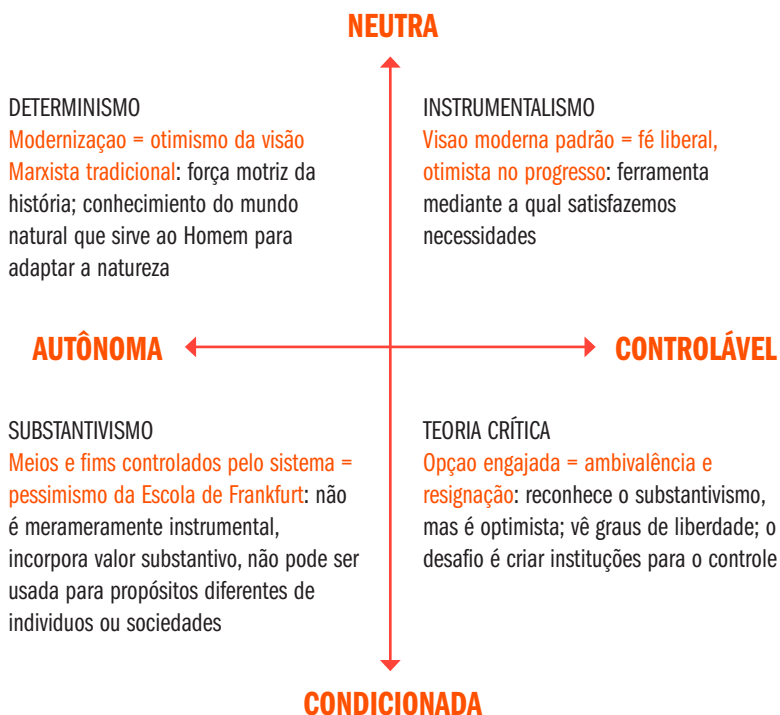 NEUTRA
DETERMINISMO
Modernizaçao = otimismo da visão
Marxista tradicional: força motriz da
história; conhecimiento do mundo
natural que sirve ao Homem para
adaptar a natureza
INSTRUMENTALISMO
Visao moderna padrão = fé liberal,
otimista no progresso: ferramenta
mediante a qual satisfazemos
necessidades
AUTÔNOMA
CONTROLÁVEL
SUBSTANTIVISMO
Meios e fims controlados pelo sistema =
pessimismo da Escola de Frankfurt: não
é merameramente instrumental,
incorpora valor substantivo, não pode ser
usada para propósitos diferentes de
individuos ou sociedades
TEORIA CRÍTICA
Opçao engajada = ambivalência e
resignação: reconhece o substantivismo,
mas é optimista; vê graus de liberdade; o
desafio é criar instituções para o controle
CONDICIONADA